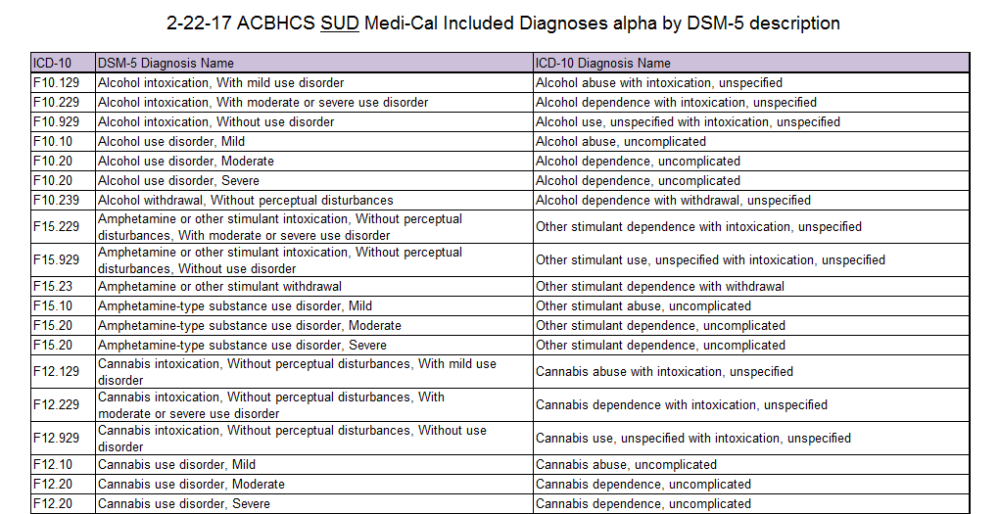 2-22-17 ACBHCS SUD Medi-Cal Included Diagnoses alpha by DSM-5 description
ICD-10 DSM-5 Diagnosis Name ICD-10 Diagnosis Name
F10.129 Alcohol intoxication, With mild use disorder Alcohol abuse with intoxication, unspecified
F10.229 Alcohol intoxication, With moderate or severe use disorder Alcohol dependence with intoxication, unspecified
F10.929 Alcohol intoxication, Without use disorder Alcohol use, unspecified with intoxication, unspecified
F10.10 Alcohol use disorder, Mild Alcohol abuse, uncomplicated
F10.20 Alcohol use disorder, Moderate Alcohol dependence, uncomplicated
F10.20 Alcohol use disorder, Severe Alcohol dependence, uncomplicated
F10.239 Alcohol withdrawal, Without perceptual disturbances Alcohol dependence with withdrawal, unspecified
F15.229 Amphetamine or other stimulant intoxication, Without perceptual
disturbances, With moderate or severe use disorder Other stimulant dependence with intoxication, unspecified
F15.929 Amphetamine or other stimulant intoxication, Without perceptual
disturbances, Without use disorder Other stimulant use, unspecified with intoxication, unspecified
F15.23 Amphetamine or other stimulant withdrawal Other stimulant dependence with withdrawal
F15.10 Amphetamine-type substance use disorder, Mild Other stimulant abuse, uncomplicated
F15.20 Amphetamine-type substance use disorder, Moderate Other stimulant dependence, uncomplicated
F15.20 Amphetamine-type substance use disorder, Severe Other stimulant dependence, uncomplicated
F12.129 Cannabis intoxication, Without perceptual disturbances, With mild use
disorder Cannabis abuse with intoxication, unspecified
F12.229 Cannabis intoxication, Without perceptual disturbances, With
moderate or severe use disorder Cannabis dependence with intoxication, unspecified
F12.929 Cannabis intoxication, Without perceptual disturbances, Without use
disorder Cannabis use, unspecified with intoxication, unspecified
F12.10 Cannabis use disorder, Mild Cannabis abuse, uncomplicated
F12.20 Cannabis use disorder, Moderate Cannabis dependence, uncomplicated
F12.20 Cannabis use disorder, Severe Cannabis dependence, uncomplicated